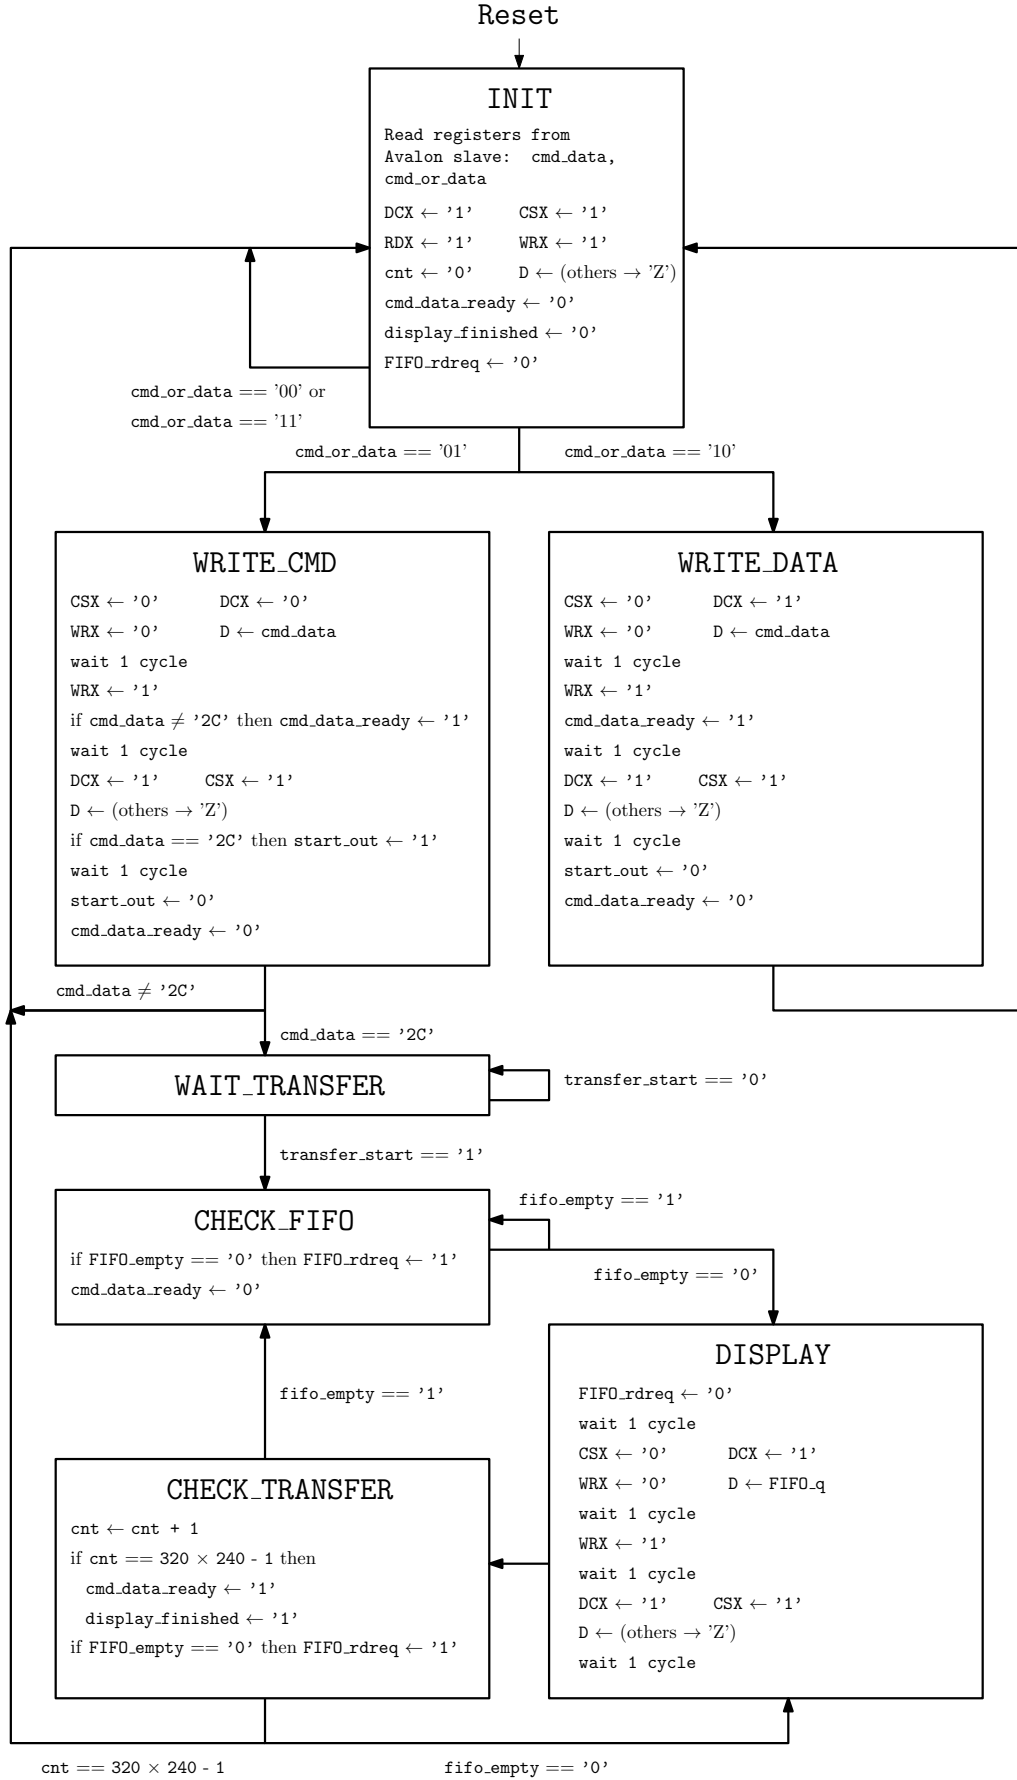 Reset
INIT
Read registers from
Avalon slave: cmd_data,
cmd_or_data
DCX ← '1' CSX ← '1'
RDX ← '1' WRX ← '1'
cnt ← '0' D ← (others → 'Z')
cmd_data_ready ← '0'
display_finished ← '0'
FIFO_rdreq ← '0'
cmd_or_data == '00' or
cmd_or_data == '11'
cmd_or_data == '01'
cmd_or_data == '10'
WRITE_CMD
CSX ← '0' DCX ← '0'
WRX ← '0' D ← cmd_data
wait 1 cycle
WRX ← '1'
if cmd_data ≠ '2C' then cmd_data_ready ← '1'
wait 1 cycle
DCX ← '1' CSX ← '1'
D ← (others → 'Z')
if cmd_data == '2C' then start_out ← '1'
wait 1 cycle
start_out ← '0'
cmd_data_ready ← '0'
WRITE_DATA
CSX ← '0' DCX ← '1'
WRX ← '0' D ← cmd_data
wait 1 cycle
WRX ← '1'
cmd_data_ready ← '1'
wait 1 cycle
DCX ← '1' CSX ← '1'
D ← (others → 'Z')
wait 1 cycle
start_out ← '0'
cmd_data_ready ← '0'
cmd_data ≠ '2C'
cmd_data == '2C'
WAIT_TRANSFER
transfer_start == '0'
transfer_start == '1'
CHECK_FIFO
if FIFO_empty == '0' then FIFO_rdreq ← '1'
cmd_data_ready ← '0'
fifo_empty == '1'
fifo_empty == '0'
DISPLAY
FIFO_rdreq ← '0'
wait 1 cycle
CSX ← '0' DCX ← '1'
WRX ← '0' D ← FIFO_q
wait 1 cycle
WRX ← '1'
wait 1 cycle
DCX ← '1' CSX ← '1'
D ← (others → 'Z')
wait 1 cycle
fifo_empty == '1'
CHECK_TRANSFER
cnt ← cnt + 1
if cnt == 320 × 240 - 1 then
cmd_data_ready ← '1'
display_finished ← '1'
if FIFO_empty == '0' then FIFO_rdreq ← '1'
cnt == 320 × 240 - 1
fifo_empty == '0'